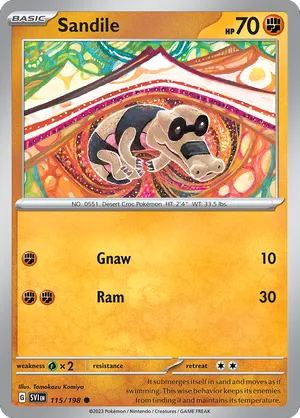 BASIC Sandile HP 70
NO. 0551 Desert Croc Pokémon HT: 2'4" WT: 33.5 lbs.
Gnaw 10
Ram 30
weakness ×2 resistance retreat
Illus. Tomokazu Komiya
It submerges itself in sand and moves as if swimming.
This wise behavior keeps its enemies from
finding it and maintains its temperature.
G SVI EN 115/198
©2023 Pokémon / Nintendo / Creatures / GAME FREAK